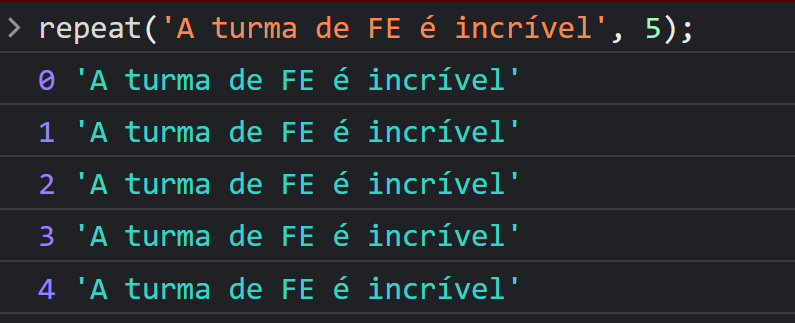 > repeat('A turma de FE é incrível', 5);
0 'A turma de FE é incrível'
1 'A turma de FE é incrível'
2 'A turma de FE é incrível'
3 'A turma de FE é incrível'
4 'A turma de FE é incrível'